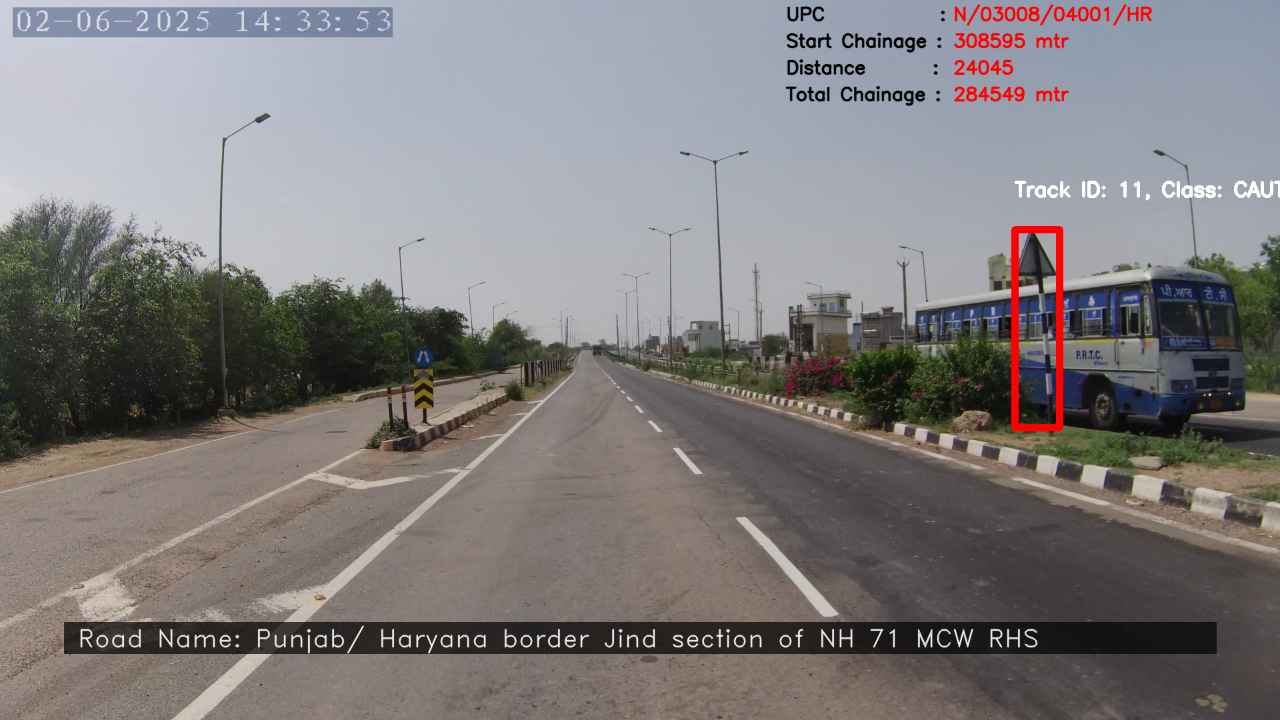 02-06-2025 14:33:53
UPC : N/03008/04001/HR
Start Chainage : 308595 mtr
Distance : 24045
Total Chainage : 284549 mtr
Track ID: 11, Class: CAUT
ਪੀ.ਆਰ ਟੀ.ਸੀ
P.R.T.C.
Road Name: Punjab/ Haryana border Jind section of NH 71 MCW RHS